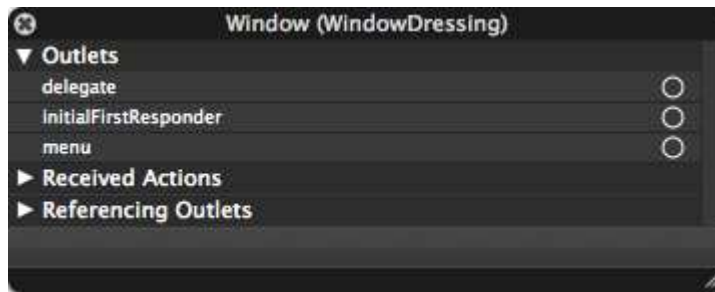 Window (WindowDressing)
Outlets
delegate
initialFirstResponder
menu
Received Actions
Referencing Outlets